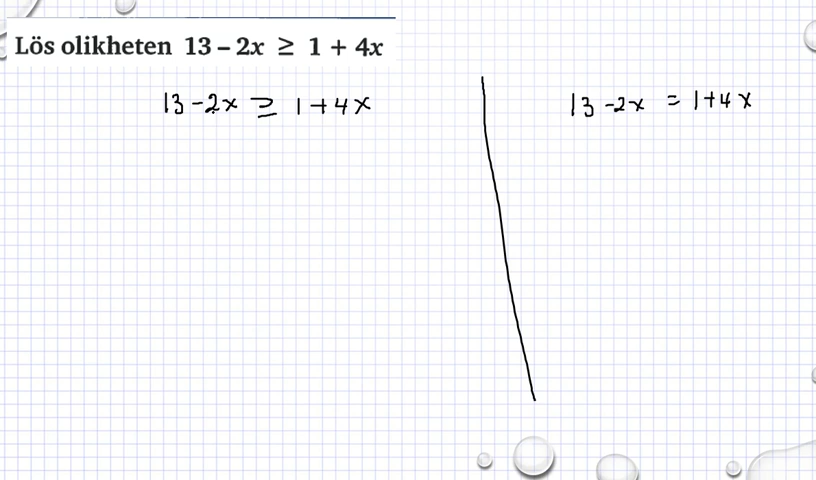 Lös olikheten 13 – 2x ≥ 1 + 4x
13 - 2x ≥ 1 + 4x
13 - 2x = 1 + 4x